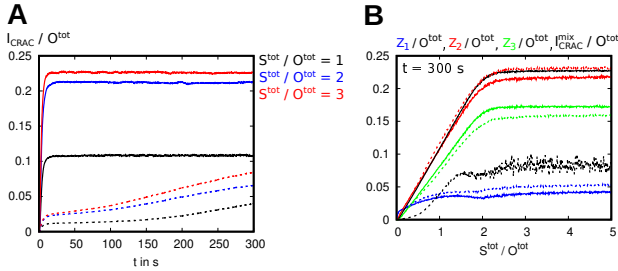 A
I_CRAC / O^tot
0.25
0.2
0.15
0.1
0.05
0
0 50 100 150 200 250 300
t in s
S^tot / O^tot = 1
S^tot / O^tot = 2
S^tot / O^tot = 3
B
Z_1 / O^tot, Z_2 / O^tot, Z_3 / O^tot, I_CRAC^mix / O^tot
t = 300 s
0.25
0.2
0.15
0.1
0.05
0
0 1 2 3 4 5
S^tot / O^tot